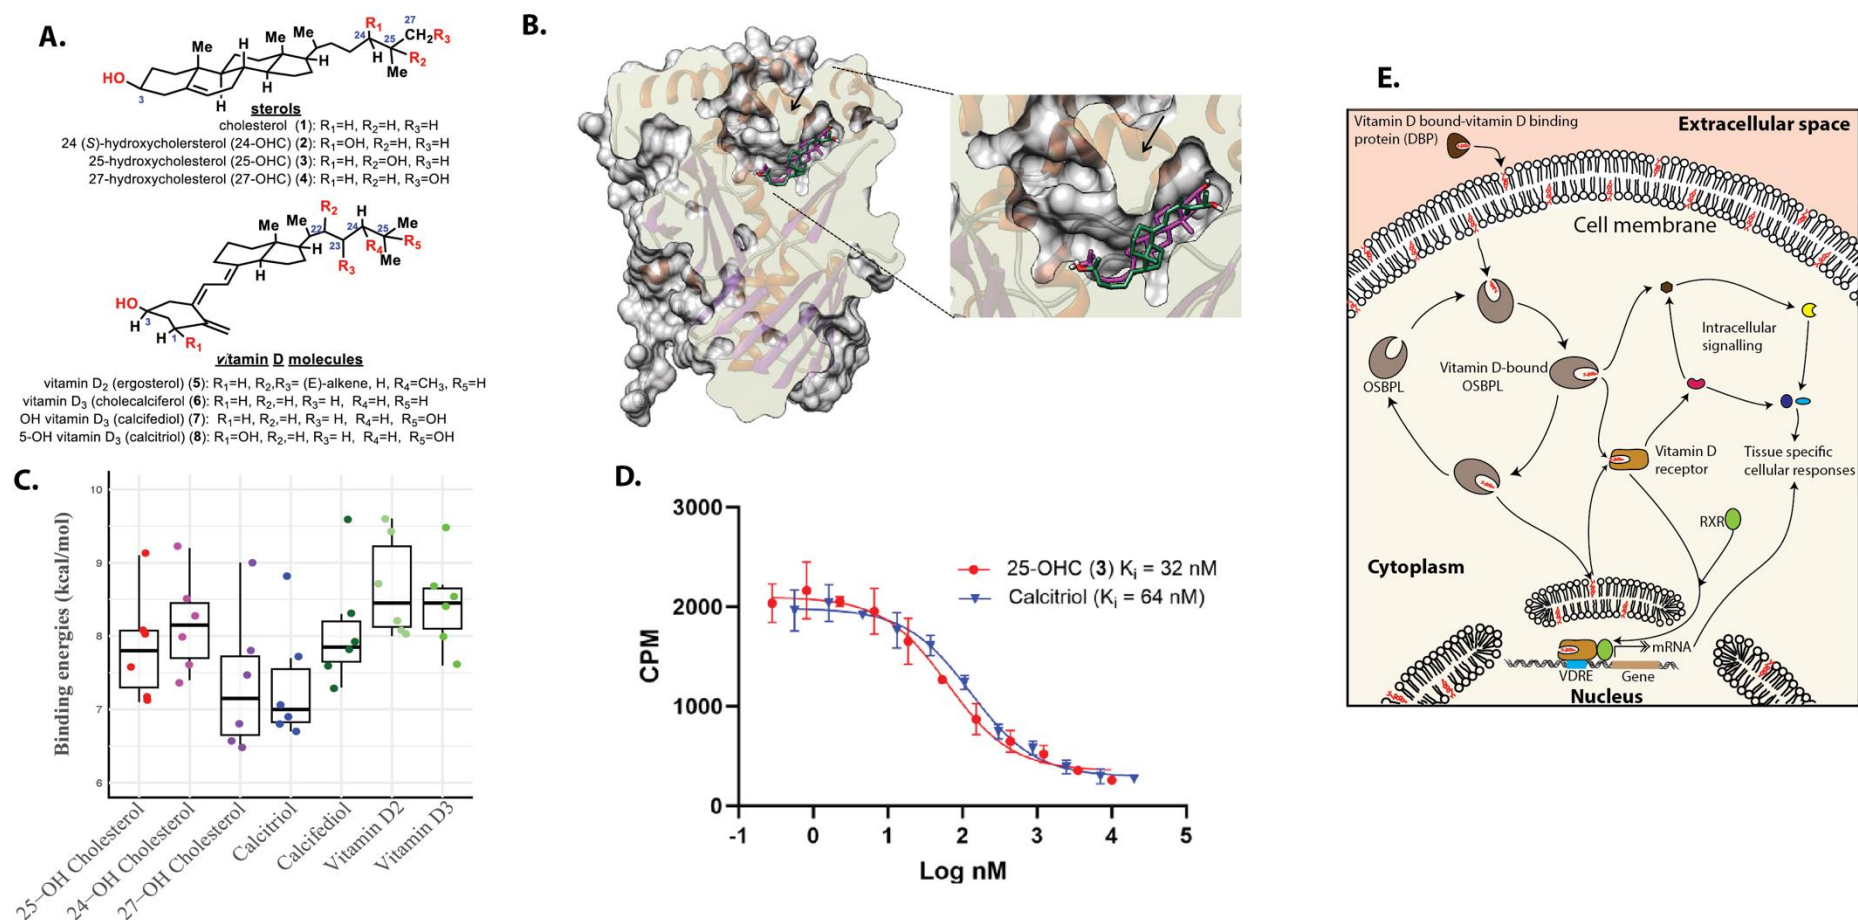 A.
Me
Me
Me
H
H
H
H
H
HO
3
24
R₁
25
27
CH₂R₃
R₂
H
Me
sterols
cholesterol (1): R₁=H, R₂=H, R₃=H
24 (S)-hydroxycholersterol (24-OHC) (2): R₁=OH, R₂=H, R₃=H
25-hydroxycholesterol (25-OHC) (3): R₁=H, R₂=OH, R₃=H
27-hydroxycholesterol (27-OHC) (4): R₁=H, R₂=H, R₃=OH
Me
Me
R₂
H
22
23
24
25
Me
R₅
R₄
Me
R₃
H
H
HO
H
3
H
1
R₁
vitamin D molecules
vitamin D₂ (ergosterol) (5): R₁=H, R₂,R₃= (E)-alkene, H, R₄=CH₃, R₅=H
vitamin D₃ (cholecalciferol (6): R₁=H, R₂,=H, R₃= H, R₄=H, R₅=H
OH vitamin D₃ (calcifediol) (7): R₁=H, R₂,=H, R₃= H, R₄=H, R₅=OH
5-OH vitamin D₃ (calcitriol) (8): R₁=OH, R₂,=H, R₃= H, R₄=H, R₅=OH
B.
C.
Binding energies (kcal/mol)
10
9
8
7
6
25−OH Cholesterol
24−OH Cholesterol
27−OH Cholesterol
Calcitriol
Calcifediol
Vitamin D2
Vitamin D3
D.
CPM
3000
2000
1000
0
25-OHC (3) Kᵢ = 32 nM
Calcitriol (Kᵢ = 64 nM)
-1 0 1 2 3 4 5
Log nM
E.
Vitamin D bound-vitamin D binding
protein (DBP)
Extracellular space
Cell membrane
Intracellular
signalling
OSBPL
Vitamin D-bound
OSBPL
Vitamin D
receptor
Tissue specific
cellular responses
RXR
Cytoplasm
mRNA
VDRE
Gene
Nucleus